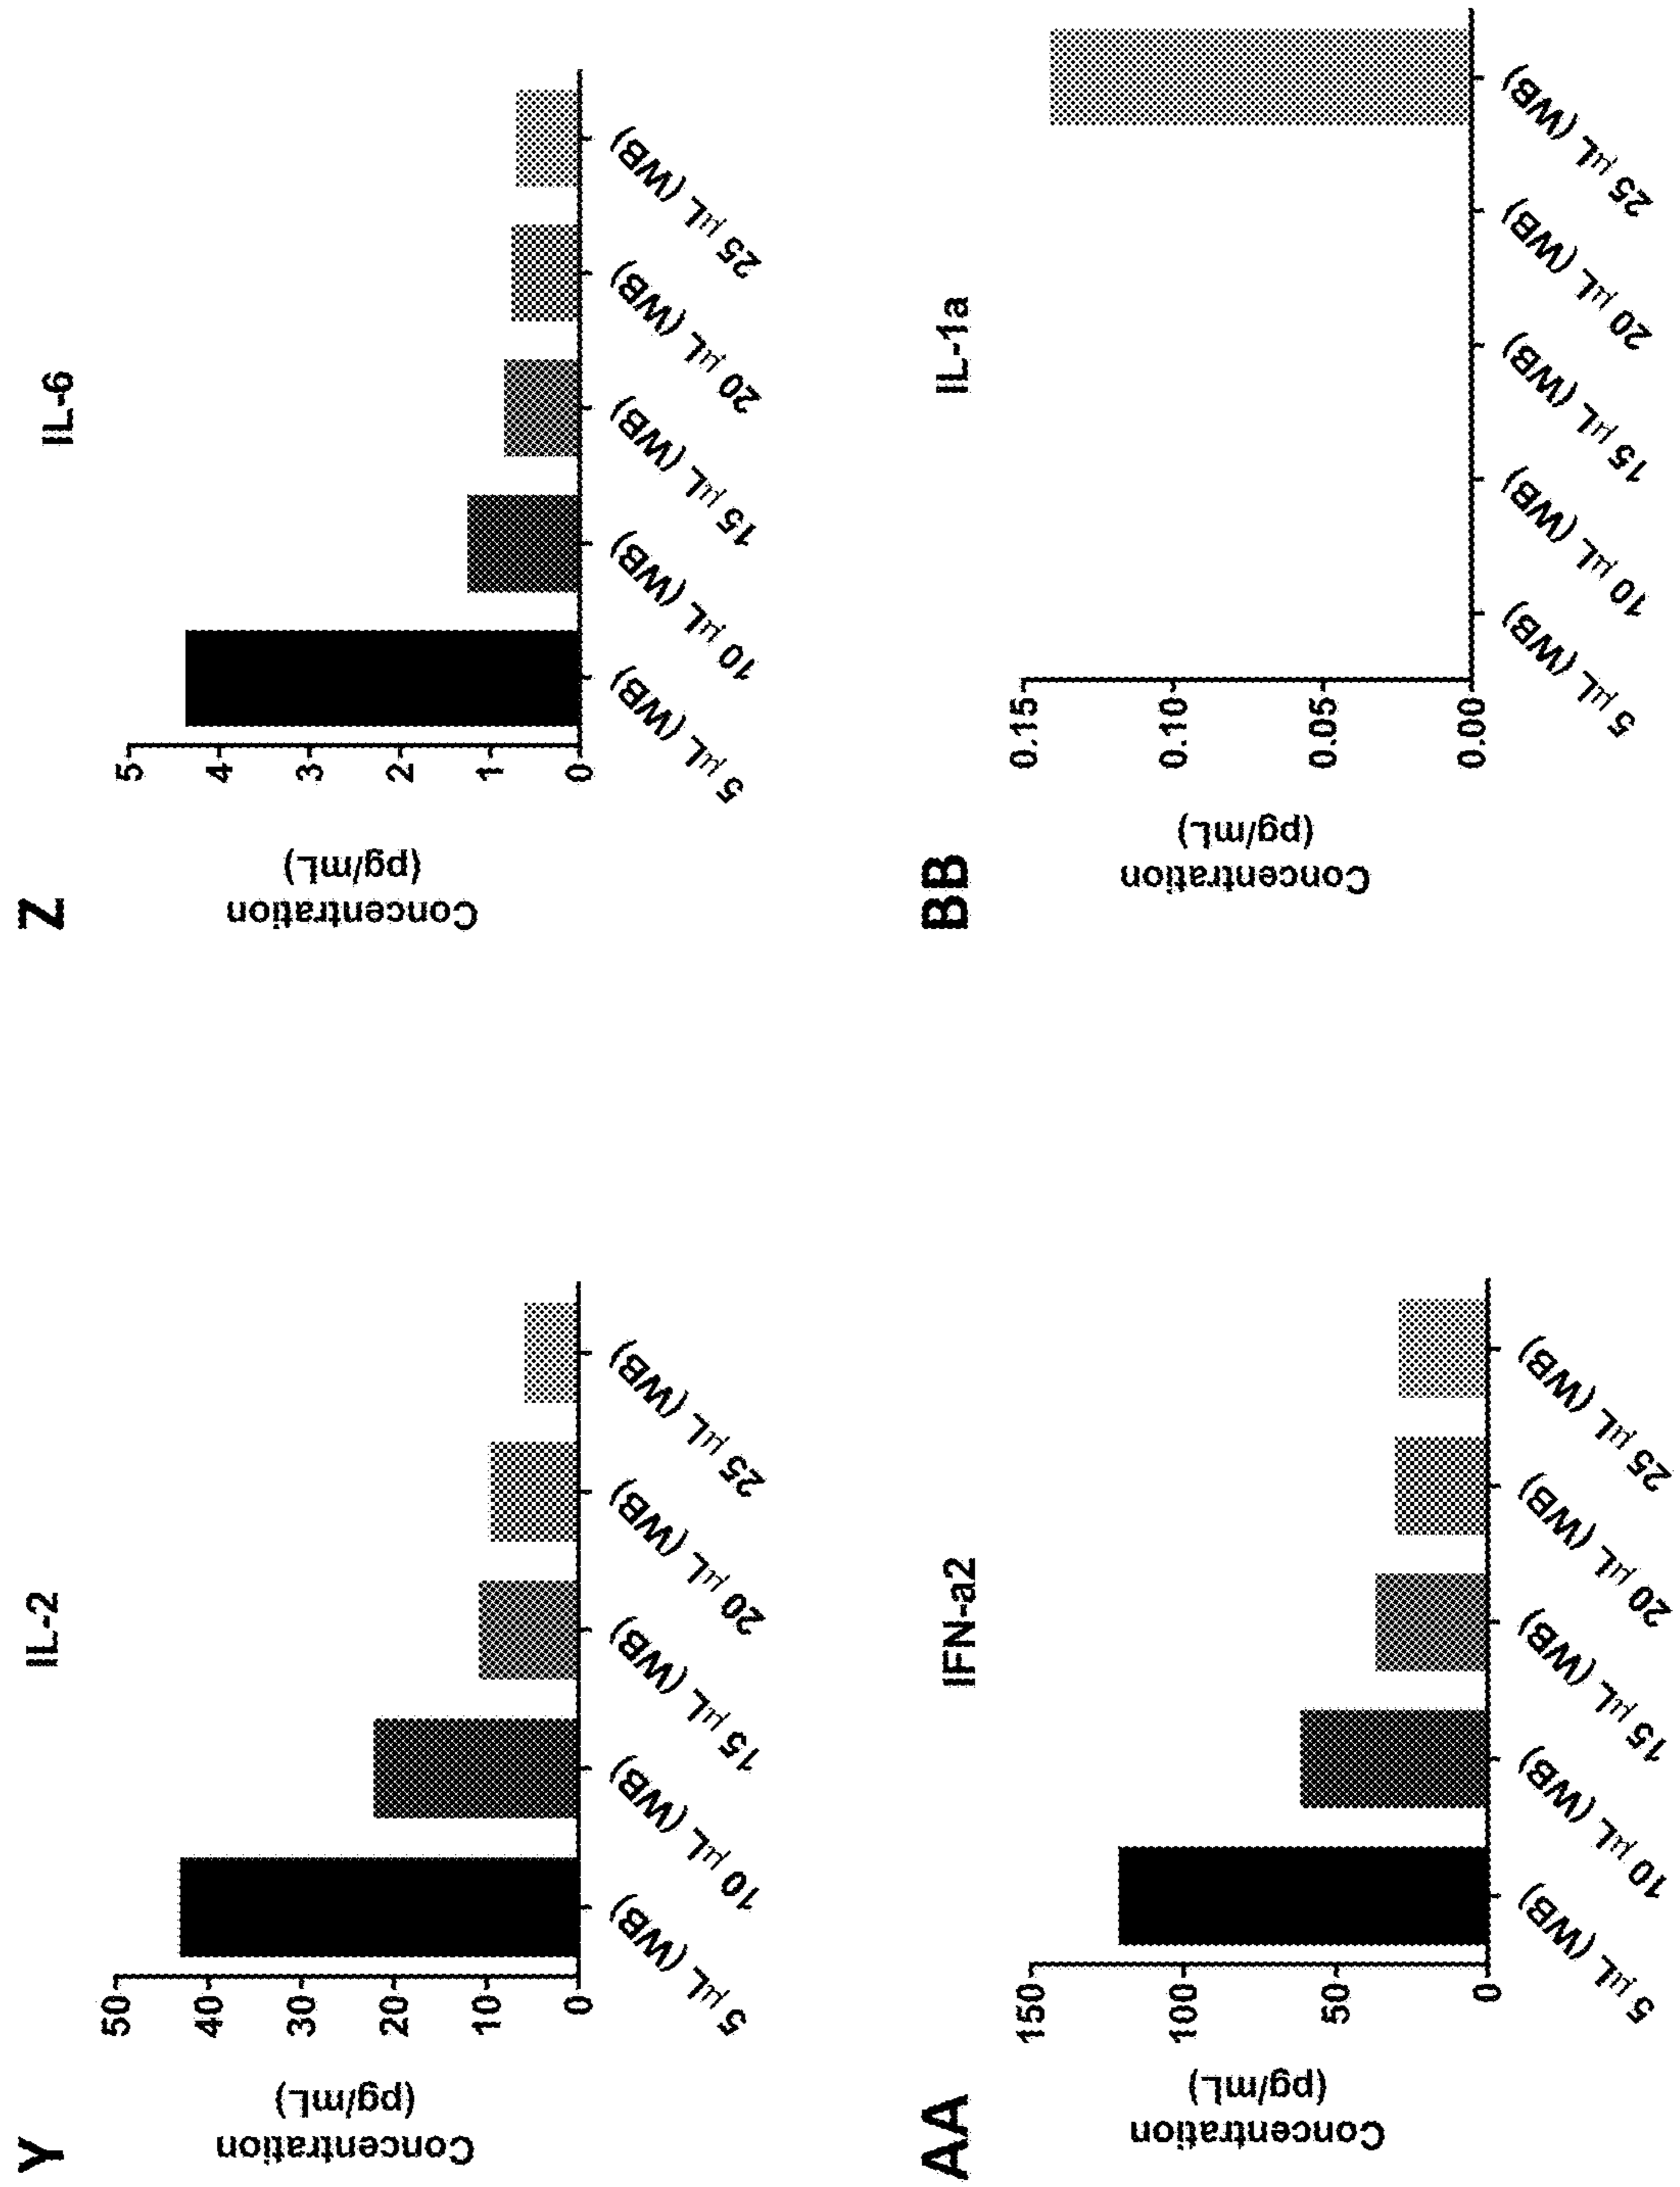 Y
IL-2
Concentration
(pg/mL)
50
40
30
20
10
0
5 µL (WB)
10 µL (WB)
15 µL (WB)
20 µL (WB)
25 µL (WB)
Z
IL-6
Concentration
(pg/mL)
5
4
3
2
1
0
5 µL (WB)
10 µL (WB)
15 µL (WB)
20 µL (WB)
25 µL (WB)
AA
IFN-a2
Concentration
(pg/mL)
150
100
50
0
5 µL (WB)
10 µL (WB)
15 µL (WB)
20 µL (WB)
25 µL (WB)
BB
IL-1a
Concentration
(pg/mL)
0.15
0.10
0.05
0.00
5 µL (WB)
10 µL (WB)
15 µL (WB)
20 µL (WB)
25 µL (WB)